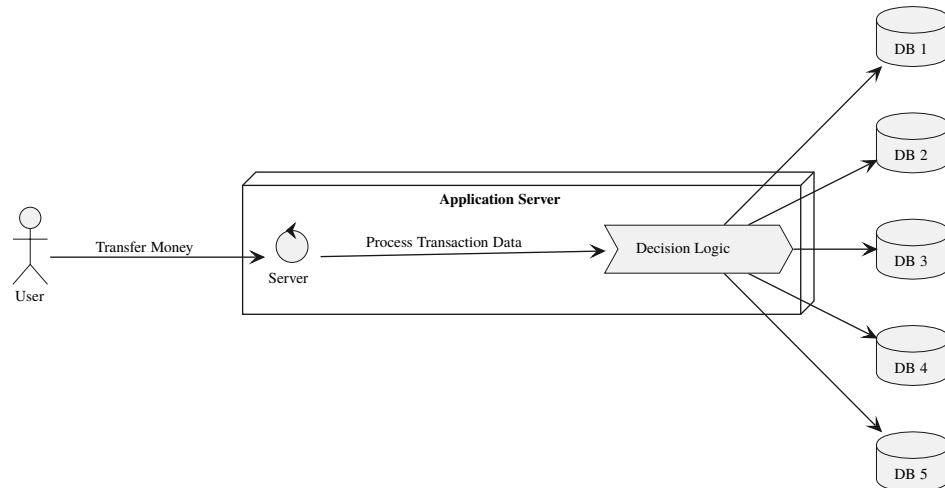 DB 1
DB 2
Application Server
Transfer Money
Process Transaction Data
Decision Logic
DB 3
Server
User
DB 4
DB 5